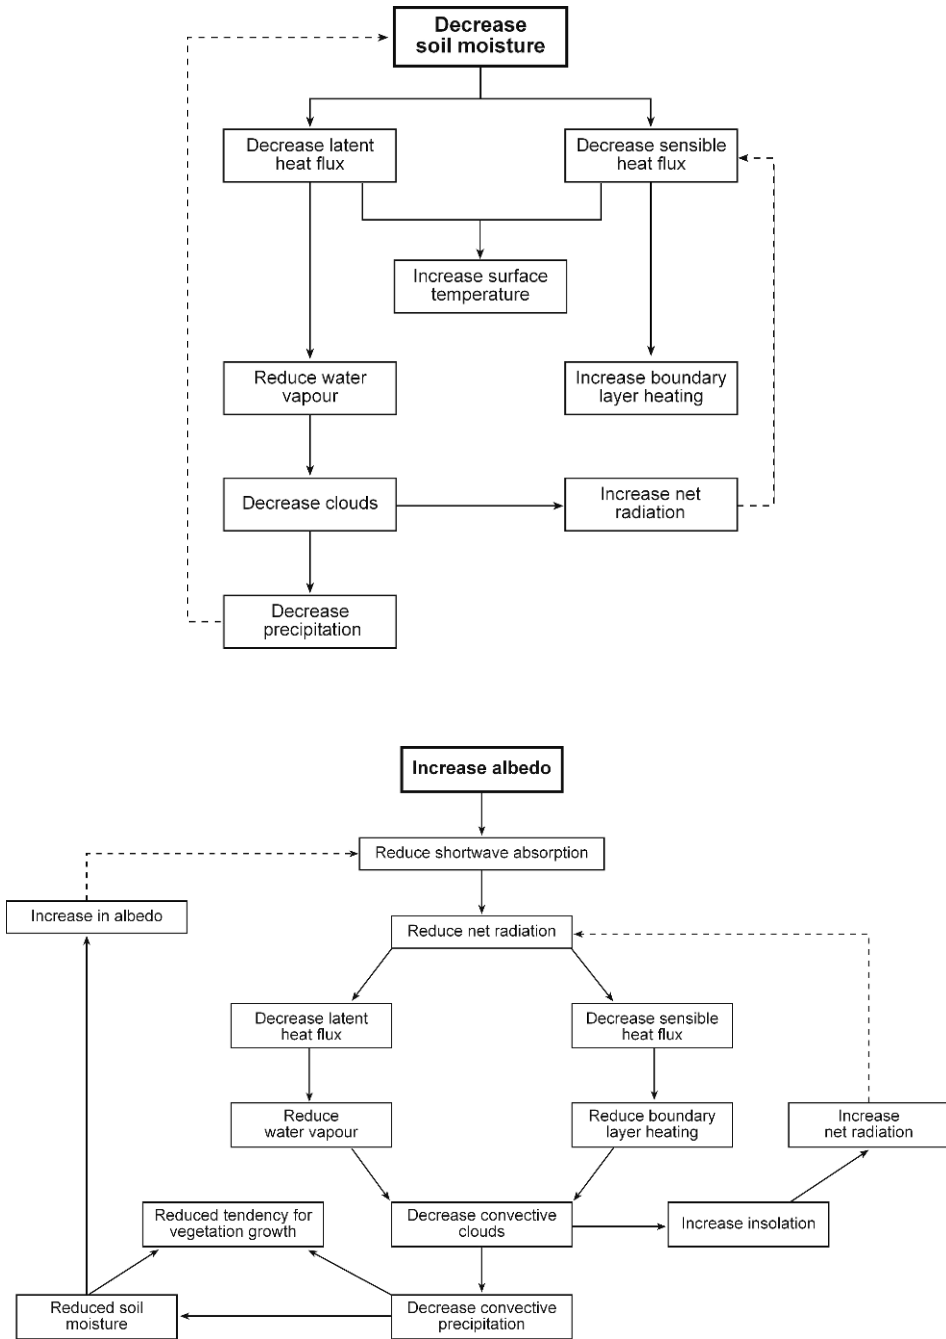 Decrease
soil moisture
Decrease latent
heat flux
Decrease sensible
heat flux
Increase surface
temperature
Reduce water
vapour
Increase boundary
layer heating
Decrease clouds
Increase net
radiation
Decrease
precipitation
Increase albedo
Reduce shortwave absorption
Increase in albedo
Reduce net radiation
Decrease latent
heat flux
Decrease sensible
heat flux
Reduce
water vapour
Reduce boundary
layer heating
Increase
net radiation
Reduced tendency for
vegetation growth
Decrease convective
clouds
Increase insolation
Reduced soil
moisture
Decrease convective
precipitation